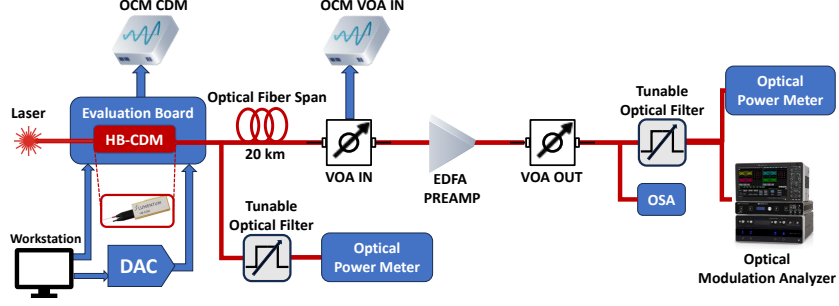 OCM CDM
OCM VOA IN
Evaluation Board
HB-CDM
Laser
Optical Fiber Span
20 km
VOA IN
EDFA
PREAMP
VOA OUT
Tunable
Optical Filter
Optical
Power Meter
OSA
Optical
Modulation Analyzer
LUMENTUM
Workstation
DAC
Tunable
Optical Filter
Optical
Power Meter